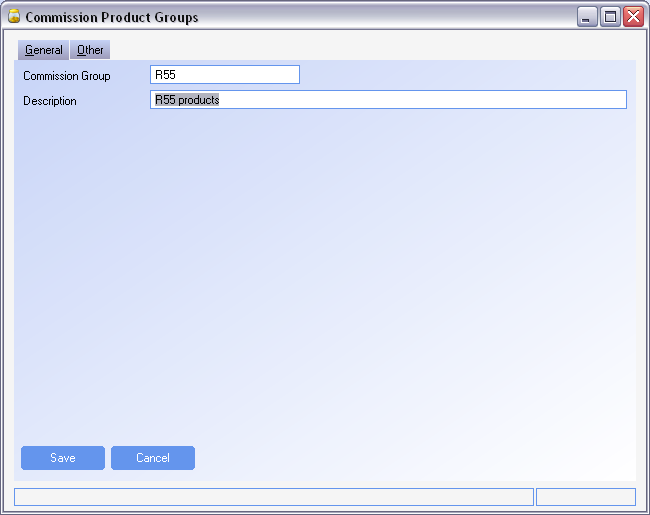 Commission Product Groups
General Other
Commission Group R55
Description R55 products
Save Cancel